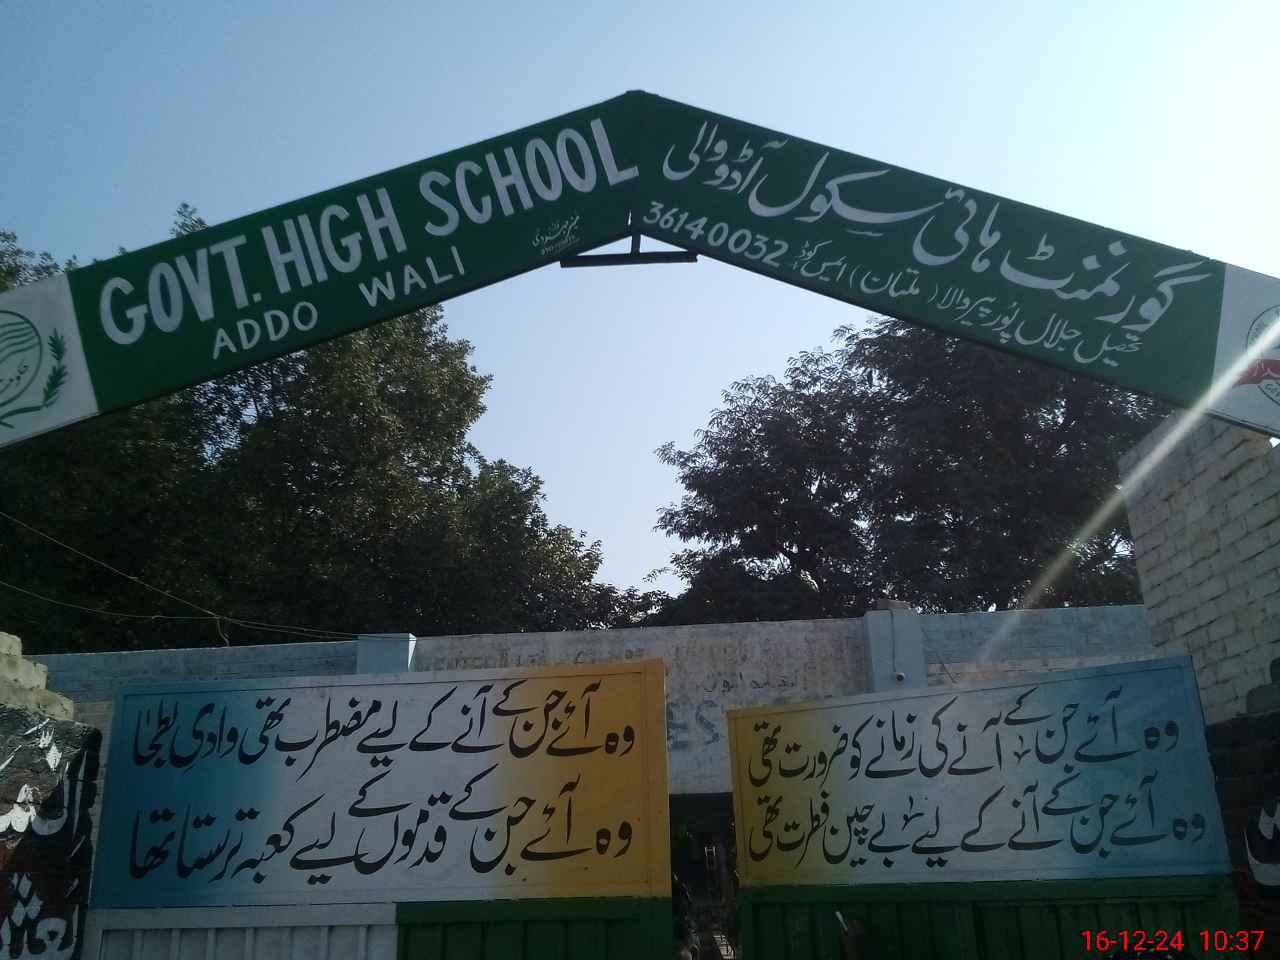 GOVT. HIGH SCHOOL
ADDO WALI
گورنمنٹ ہائی سکول آڈووالی
تحصیل جلال پور پیروالا (ملتان) ایمس کوڈ: 36140032
وہ آئے جن کے آنے کی زمانے کو ضرورت تھی
وہ آئے جن کے آنے کے لیے بے چین فطرت تھی
وہ آئے جن کے آنے کے لیے مضطرب تھی وادیِ بطحٰا
وہ آئے جن کے قدموں کے لیے کعبہ ترستا تھا
16-12-24 10:37